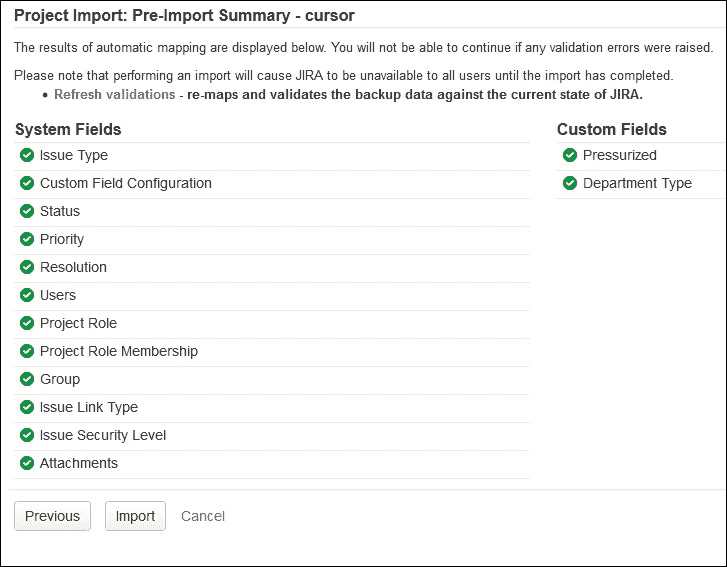 Project Import: Pre-Import Summary - cursor
The results of automatic mapping are displayed below. You will not be able to continue if any validation errors were raised.
Please note that performing an import will cause JIRA to be unavailable to all users until the import has completed.
• Refresh validations - re-maps and validates the backup data against the current state of JIRA.
System Fields
Issue Type
Custom Field Configuration
Status
Priority
Resolution
Users
Project Role
Project Role Membership
Group
Issue Link Type
Issue Security Level
Attachments
Custom Fields
Pressurized
Department Type
Previous Import Cancel